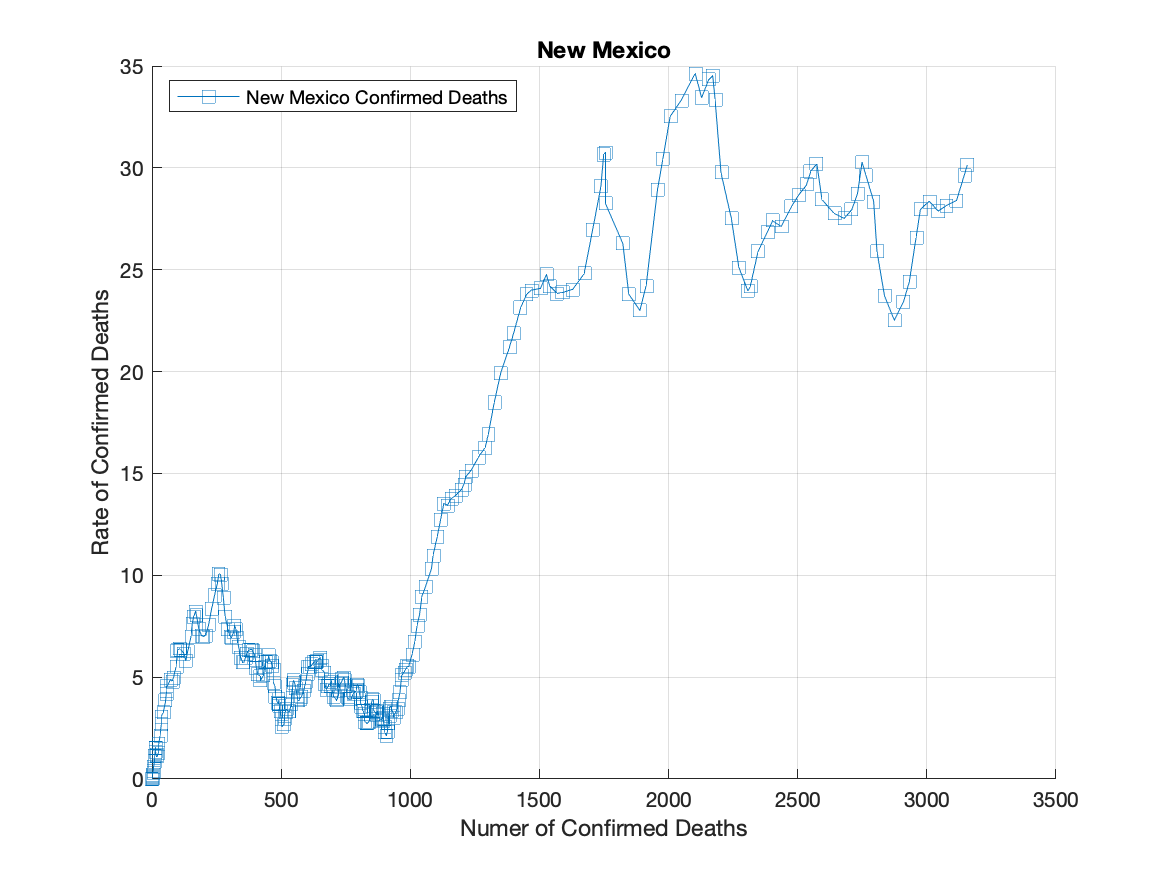 New Mexico
New Mexico Confirmed Deaths
Rate of Confirmed Deaths
35
30
25
20
15
10
5
0
0 500 1000 1500 2000 2500 3000 3500
Numer of Confirmed Deaths